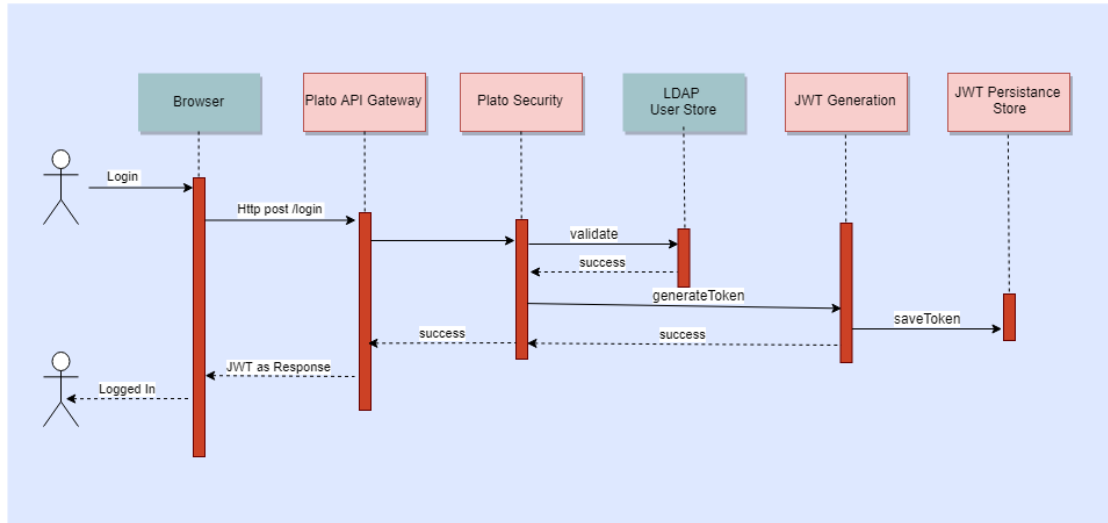 Browser
Plato API Gateway
Plato Security
LDAP
User Store
JWT Generation
JWT Persistance
Store
Login
Http post /login
validate
success
generateToken
saveToken
success
success
JWT as Response
Logged In